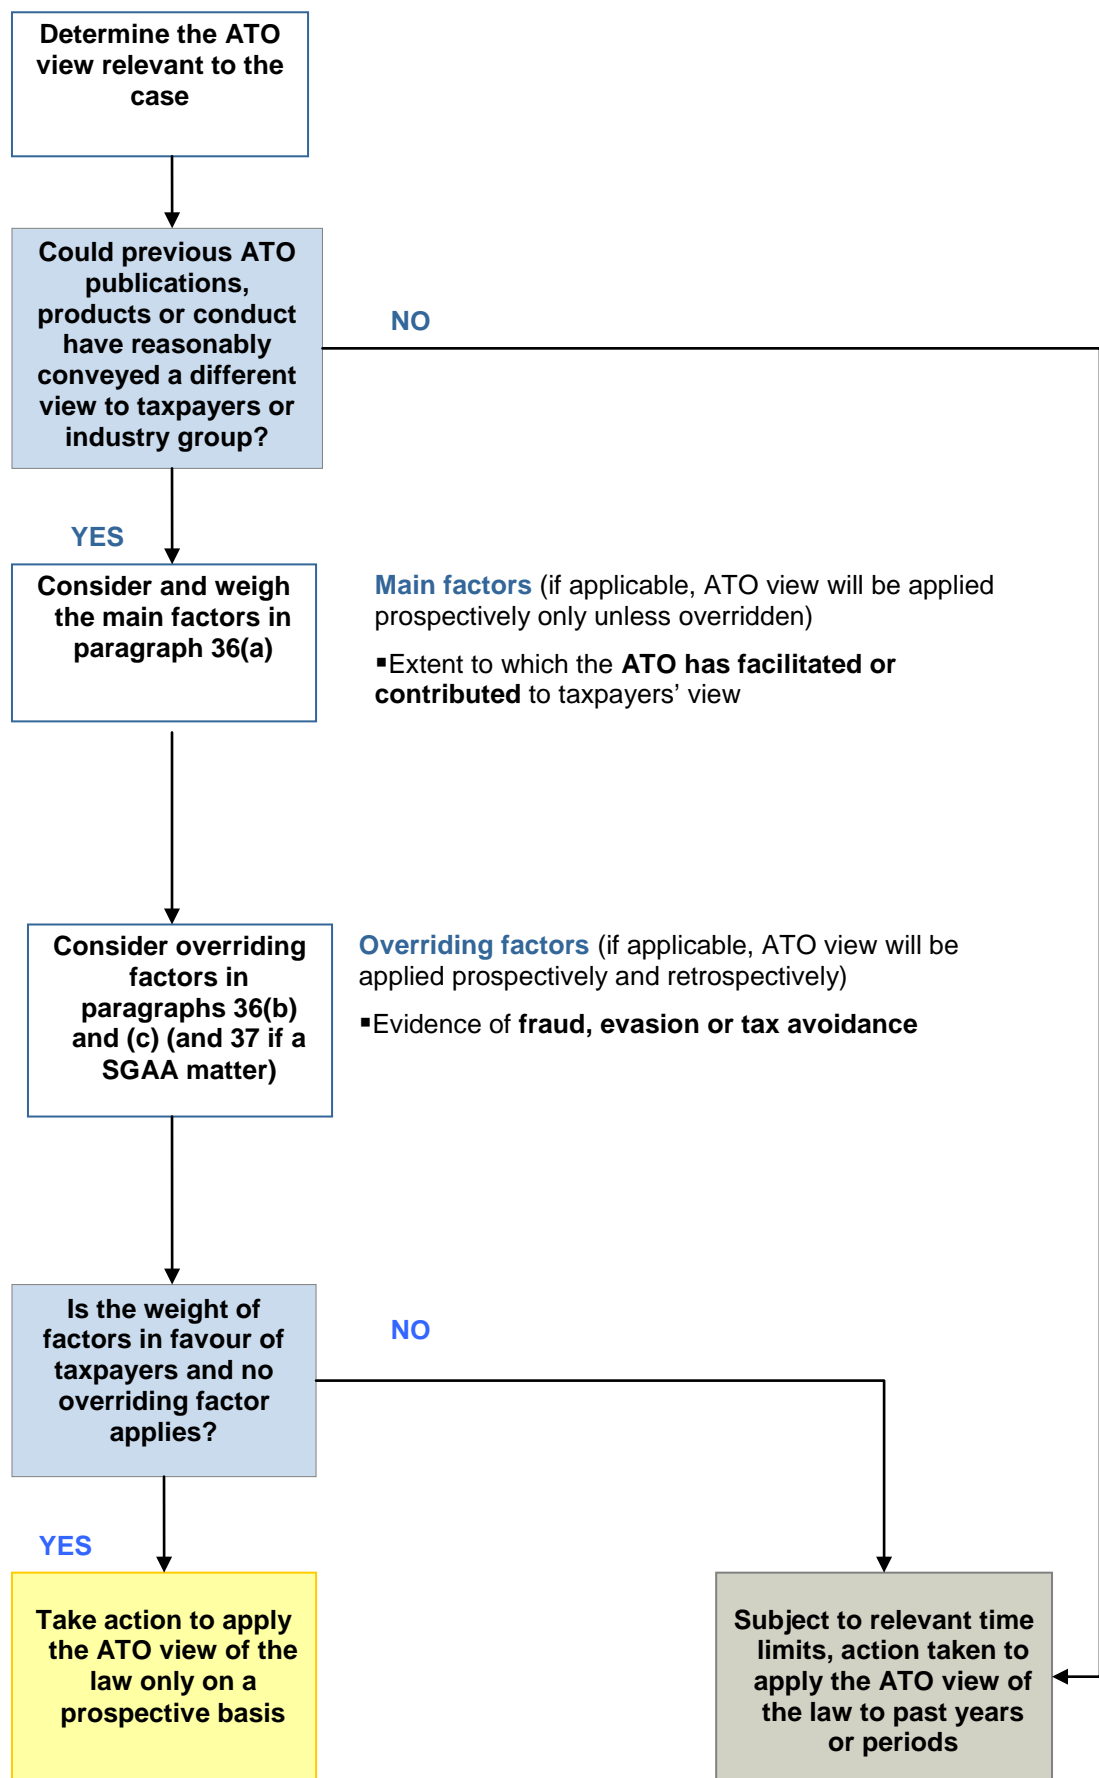 Determine the ATO
view relevant to the
case
Could previous ATO
publications,
products or conduct
have reasonably
conveyed a different
view to taxpayers or
industry group?
NO
YES
Consider and weigh
the main factors in
paragraph 36(a)
Main factors (if applicable, ATO view will be applied
prospectively only unless overridden)
▪Extent to which the ATO has facilitated or
contributed to taxpayers’ view
Consider overriding
factors in
paragraphs 36(b)
and (c) (and 37 if a
SGAA matter)
Overriding factors (if applicable, ATO view will be
applied prospectively and retrospectively)
▪Evidence of fraud, evasion or tax avoidance
Is the weight of
factors in favour of
taxpayers and no
overriding factor
applies?
NO
YES
Take action to apply
the ATO view of the
law only on a
prospective basis
Subject to relevant time
limits, action taken to
apply the ATO view of
the law to past years
or periods